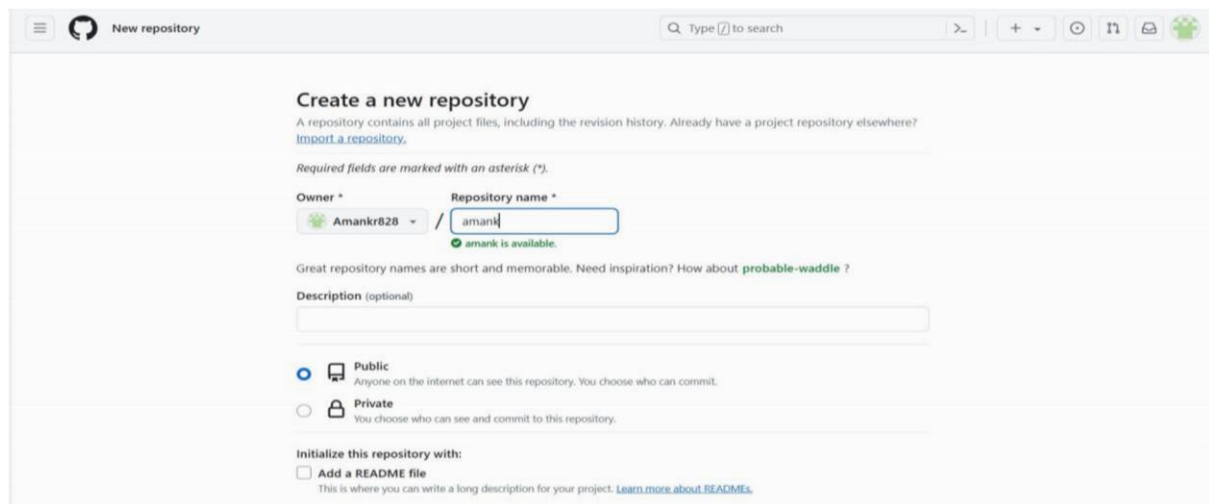 New repository
Type / to search
Create a new repository
A repository contains all project files, including the revision history. Already have a project repository elsewhere?
Import a repository.
Required fields are marked with an asterisk (*).
Owner * Repository name *
Amankr828 / amank
amank is available.
Great repository names are short and memorable. Need inspiration? How about probable-waddle ?
Description (optional)
Public
Anyone on the internet can see this repository. You choose who can commit.
Private
You choose who can see and commit to this repository.
Initialize this repository with:
Add a README file
This is where you can write a long description for your project. Learn more about READMEs.